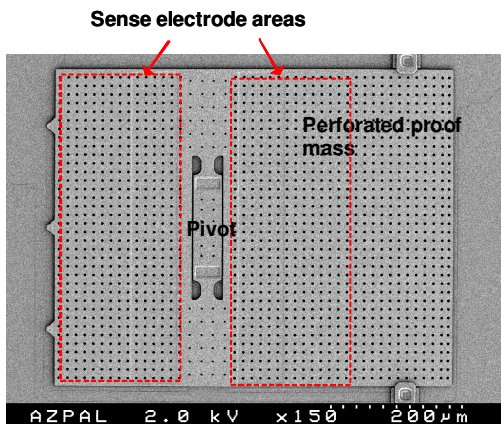 Sense electrode areas
Perforated proof
mass
Pivot
AZPAL 2.0 kV x150 200µm